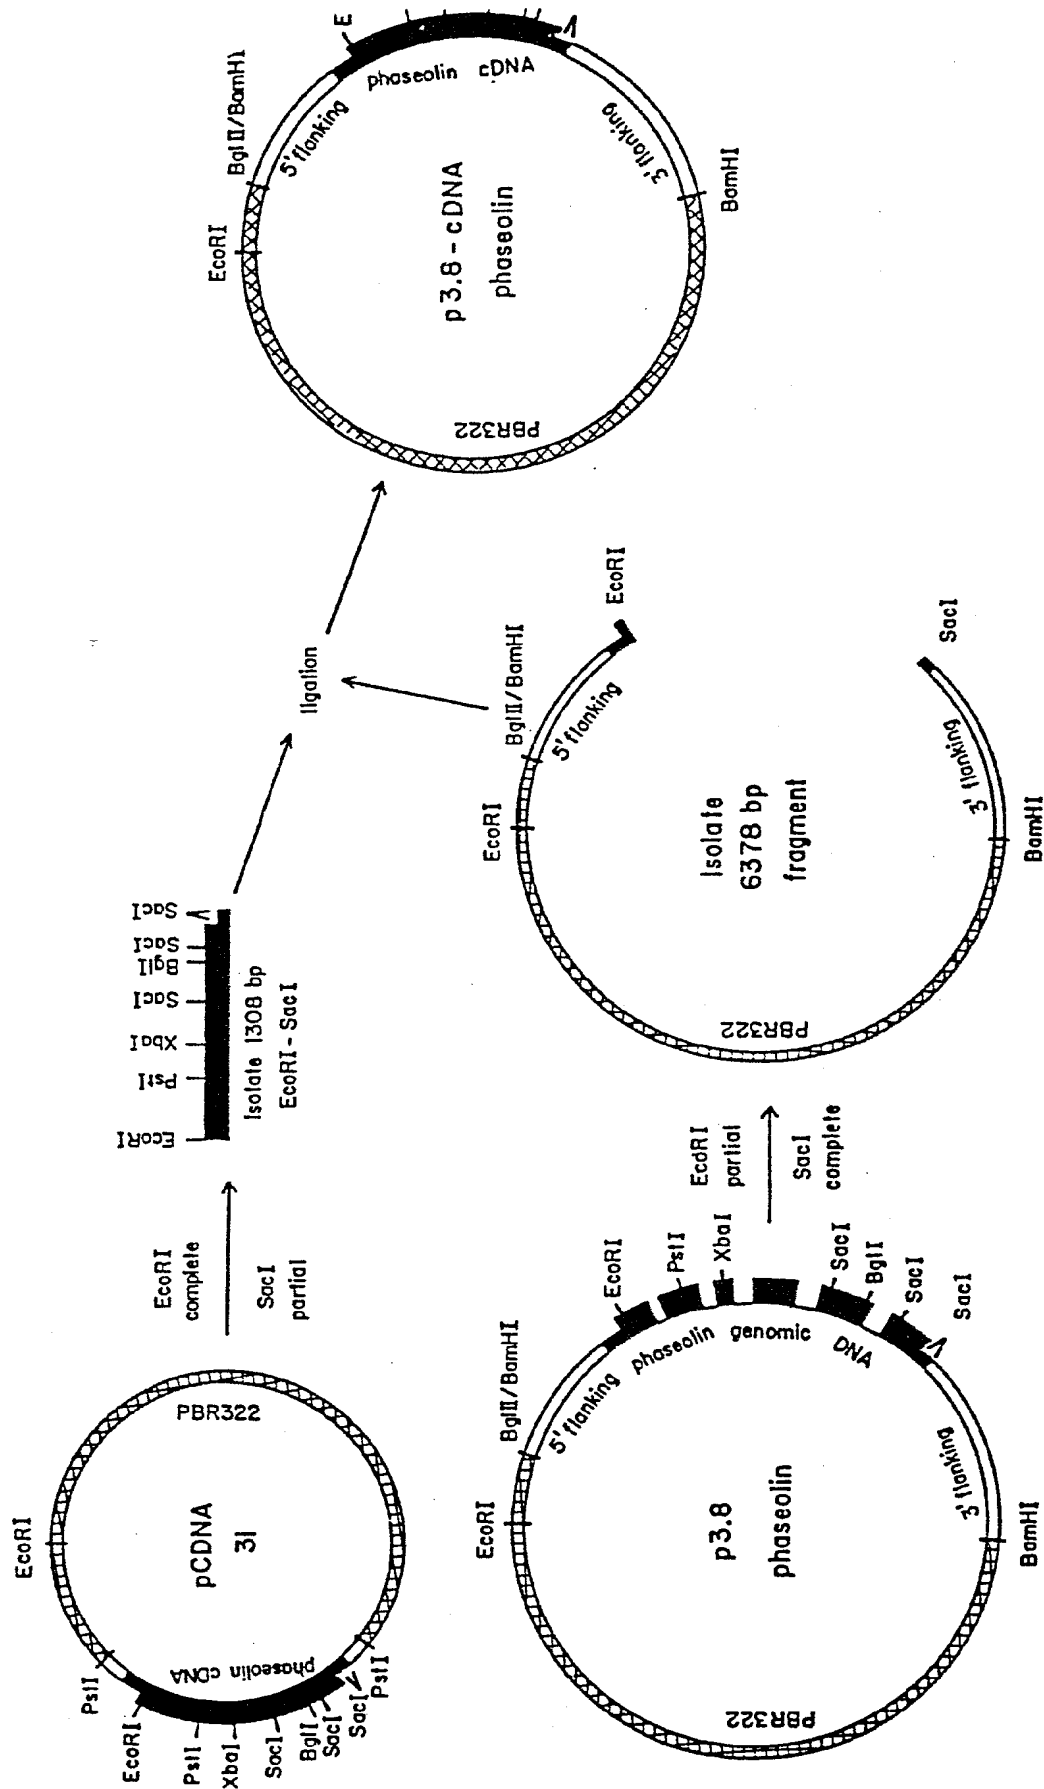 EcoRI
PstI
EcoRI
PstI
XbaI
SacI
BglI
SacI
SacI
PstI
phaseolin cDNA
pCDNA
31
PBR322
EcoRI
complete
SacI
partial
EcoRI
PstI
XbaI
SacI
BglI
SacI
SacI
Isolate 1308 bp
EcoRI-SacI
ligation
EcoRI
BglII/BamHI
5' flanking
EcoRI
PstI
XbaI
SacI
BglI
SacI
SacI
phaseolin genomic DNA
p3.8
phaseolin
3' flanking
BamHI
PBR322
EcdRI
partial
SacI
complete
EcoRI
BglII/BamHI
5' flanking
EcoRI
Isolate
6378 bp
fragment
SacI
3' flanking
BamHI
PBR322
EcoRI
BglII/BamHI
5' flanking
E
phaseolin cDNA
p3.8-cDNA
phaseolin
3' flanking
BamHI
PBR322